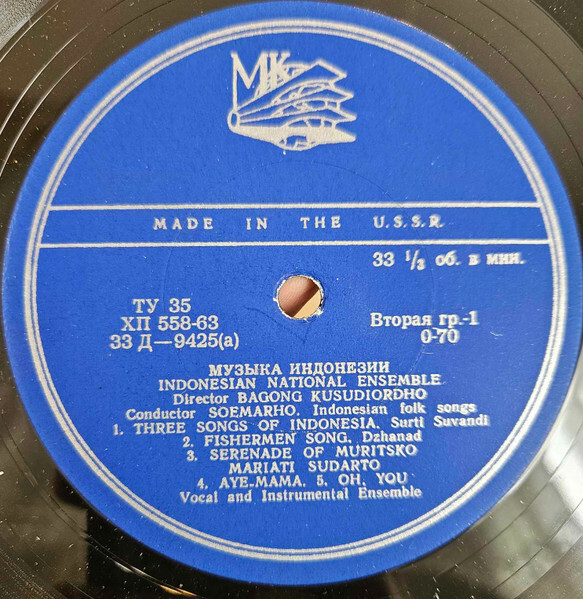 МК
MADE IN THE U.S.S.R.
33 ⅓ об. в мин.
ТУ 35
ХП 558-63
33 Д—9425(а)
Вторая гр.-1
0-70
МУЗЫКА ИНДОНЕЗИИ
INDONESIAN NATIONAL ENSEMBLE
Director BAGONG KUSUDIORDHO
Conductor SOEMARHO. Indonesian folk songs
1. THREE SONGS OF INDONESIA. Surti Suvandi
2. FISHERMEN SONG. Dzhanad
3. SERENADE OF MURITSKO
MARIATI SUDARTO
4. AYE-MAMA. 5. OH, YOU
Vocal and Instrumental Ensemble